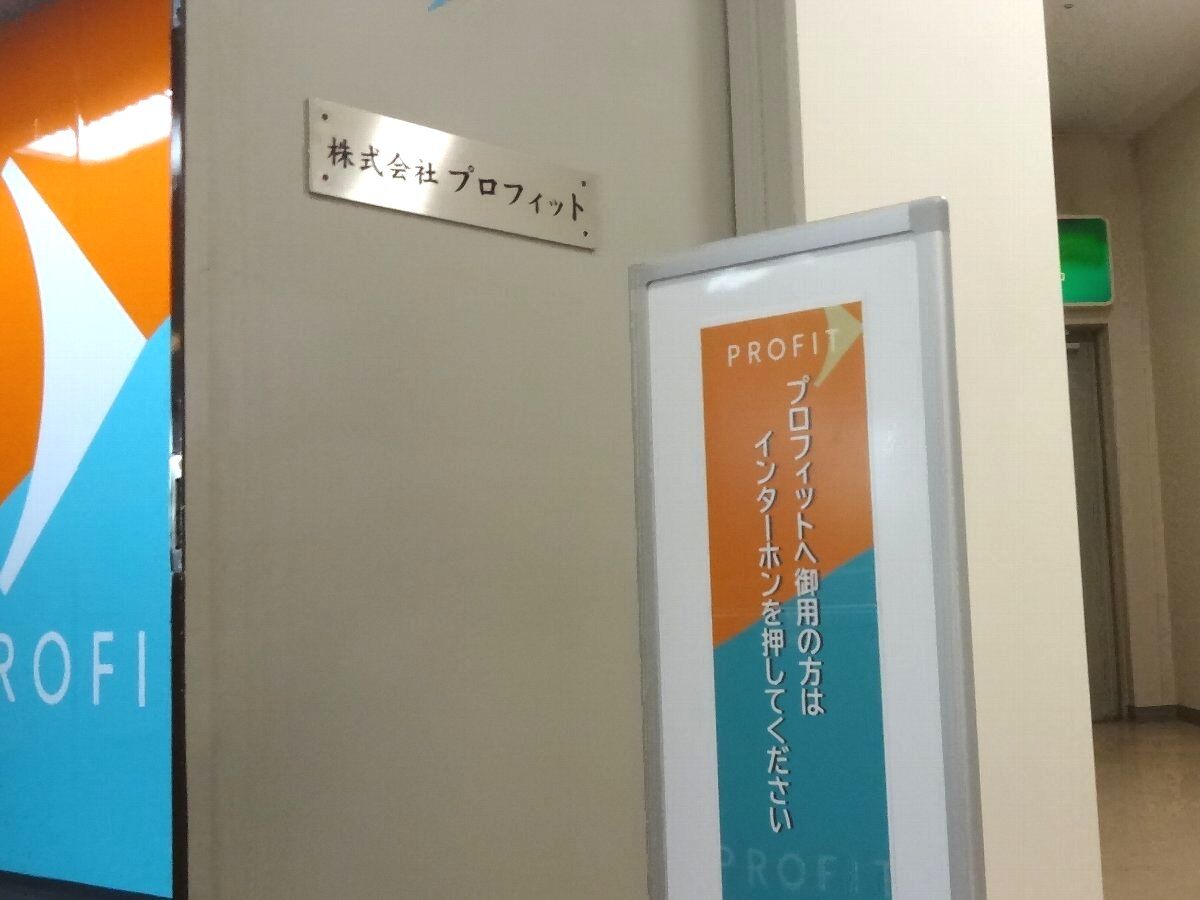 株式会社 プロフィット
PROFIT
プロフィットへ御用の方は
インターホンを押してください
PROFIT
ROFI